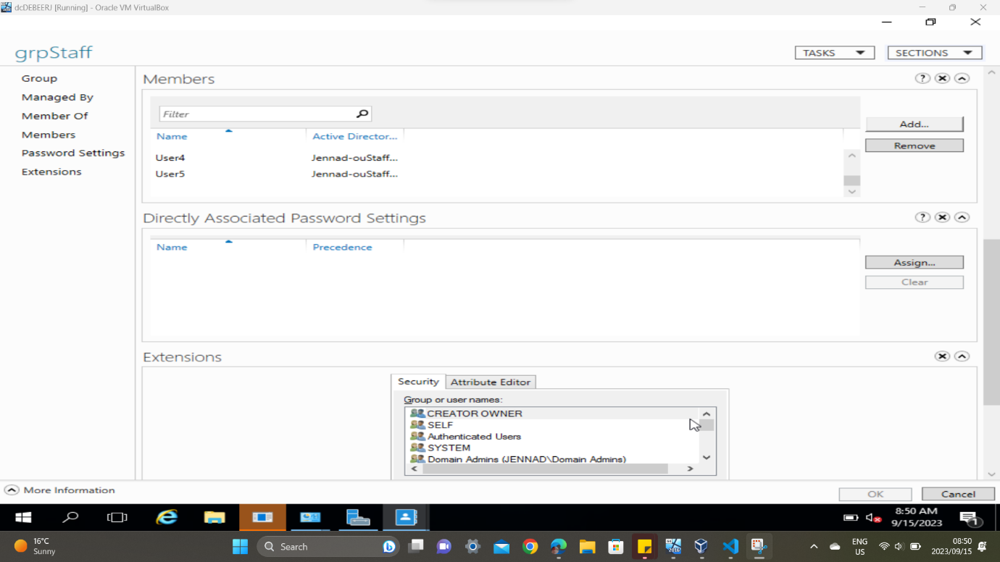 dcDEBEERJ [Running] - Oracle VM VirtualBox
grpStaff
TASKS
SECTIONS
Group
Managed By
Member Of
Members
Password Settings
Extensions
Members
?
Filter
Name
Active Director...
User4
Jennad-ouStaff...
User5
Jennad-ouStaff...
Add...
Remove
Directly Associated Password Settings
?
Name
Precedence
Assign...
Clear
Extensions
Security
Attribute Editor
Group or user names:
CREATOR OWNER
SELF
Authenticated Users
SYSTEM
Domain Admins (JENNAD\Domain Admins)
More Information
OK
Cancel
8:50 AM
9/15/2023
1
16°C
Sunny
Search
2016
ENG
US
08:50
2023/09/15